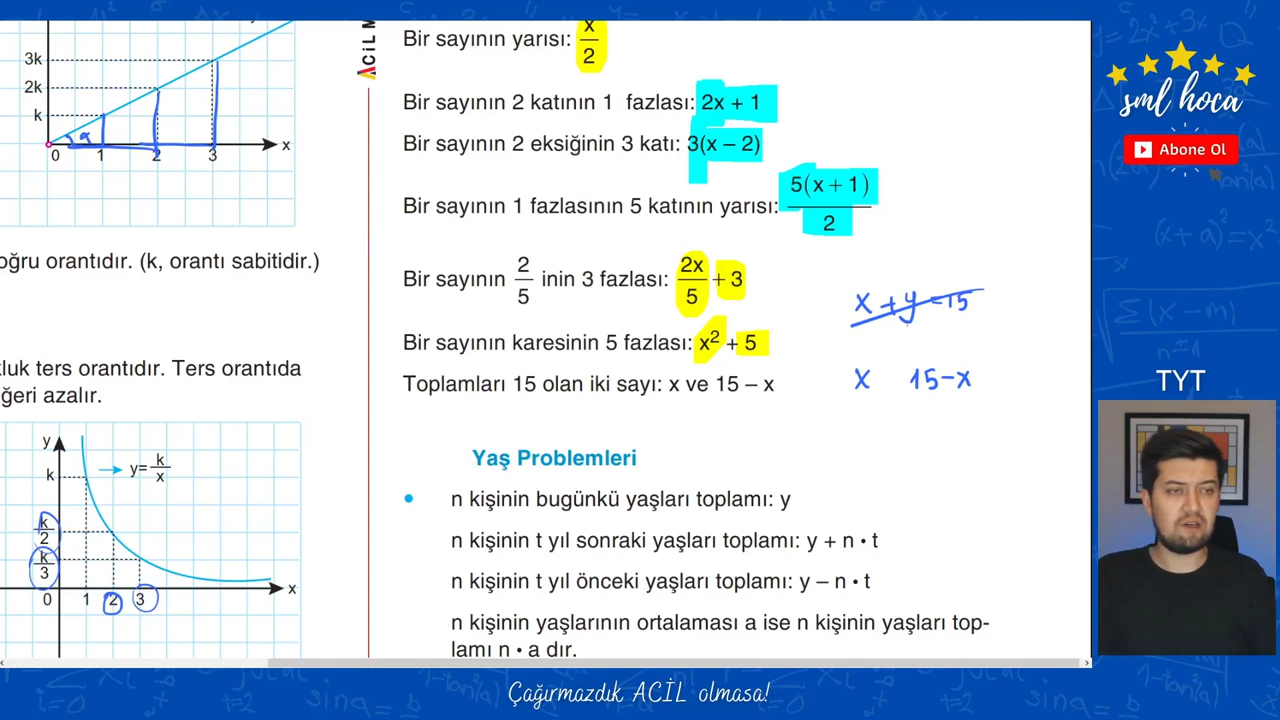 3k
2k
k
0 1 2 3 x
oğru orantıdır. (k, orantı sabitidir.)
kluk ters orantıdır. Ters orantıda
ğeri azalır.
y
k
y= k/x
k/2
k/3
0 1 2 3 x
ACİL M
Bir sayının yarısı: x/2
Bir sayının 2 katının 1 fazlası: 2x + 1
Bir sayının 2 eksiğinin 3 katı: 3(x – 2)
Bir sayının 1 fazlasının 5 katının yarısı: 5(x + 1)/2
Bir sayının 2/5 inin 3 fazlası: 2x/5 + 3
Bir sayının karesinin 5 fazlası: x² + 5
Toplamları 15 olan iki sayı: x ve 15 – x
x + y = 15
x 15-x
Yaş Problemleri
• n kişinin bugünkü yaşları toplamı: y
n kişinin t yıl sonraki yaşları toplamı: y + n • t
n kişinin t yıl önceki yaşları toplamı: y – n • t
n kişinin yaşlarının ortalaması a ise n kişinin yaşları top-
lamı n • a dır.
sml hoca
Abone Ol
TYT
Çağırmazdık ACİL olmasa!